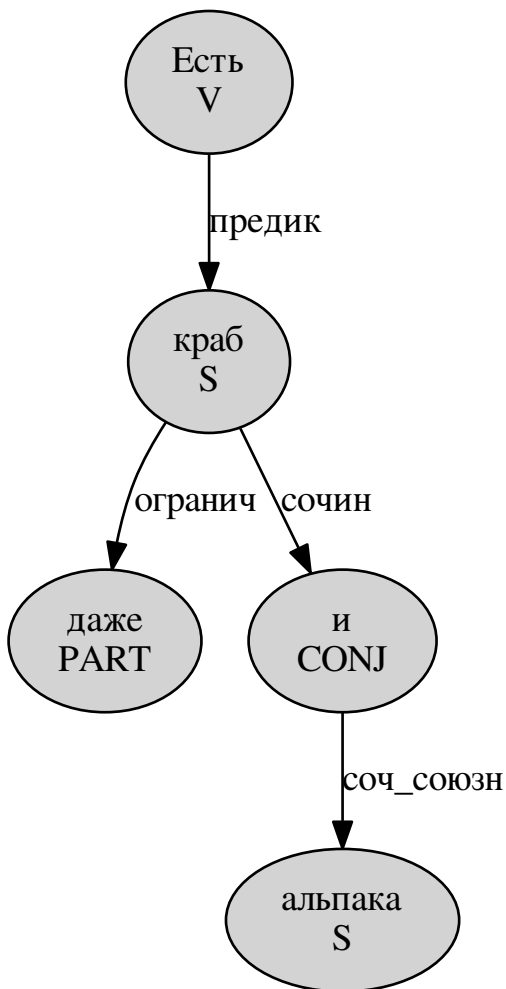 Есть
V
предик
краб
S
огранич
сочин
даже
PART
и
CONJ
соч_союзн
альпака
S